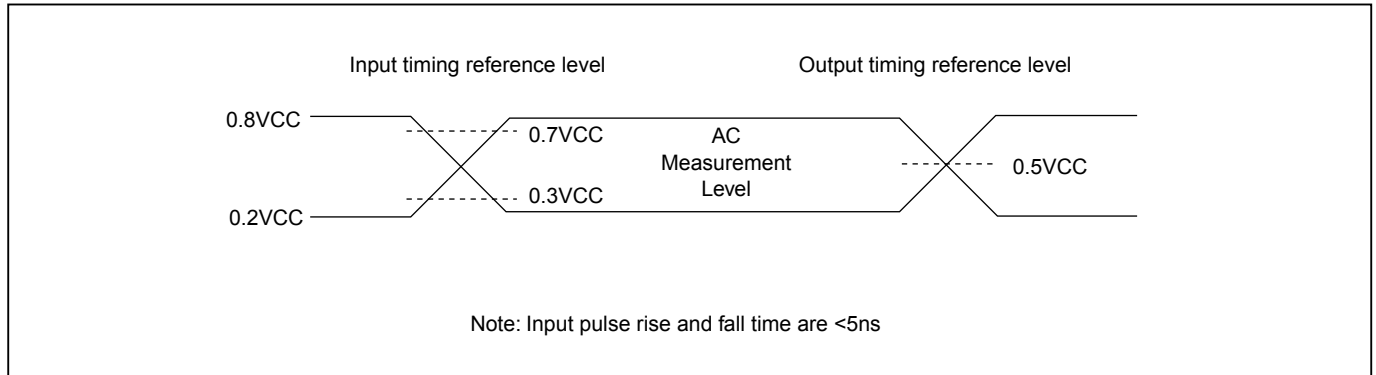 Input timing reference level
Output timing reference level
0.8VCC
0.7VCC
AC
Measurement
Level
0.5VCC
0.3VCC
0.2VCC
Note: Input pulse rise and fall time are <5ns